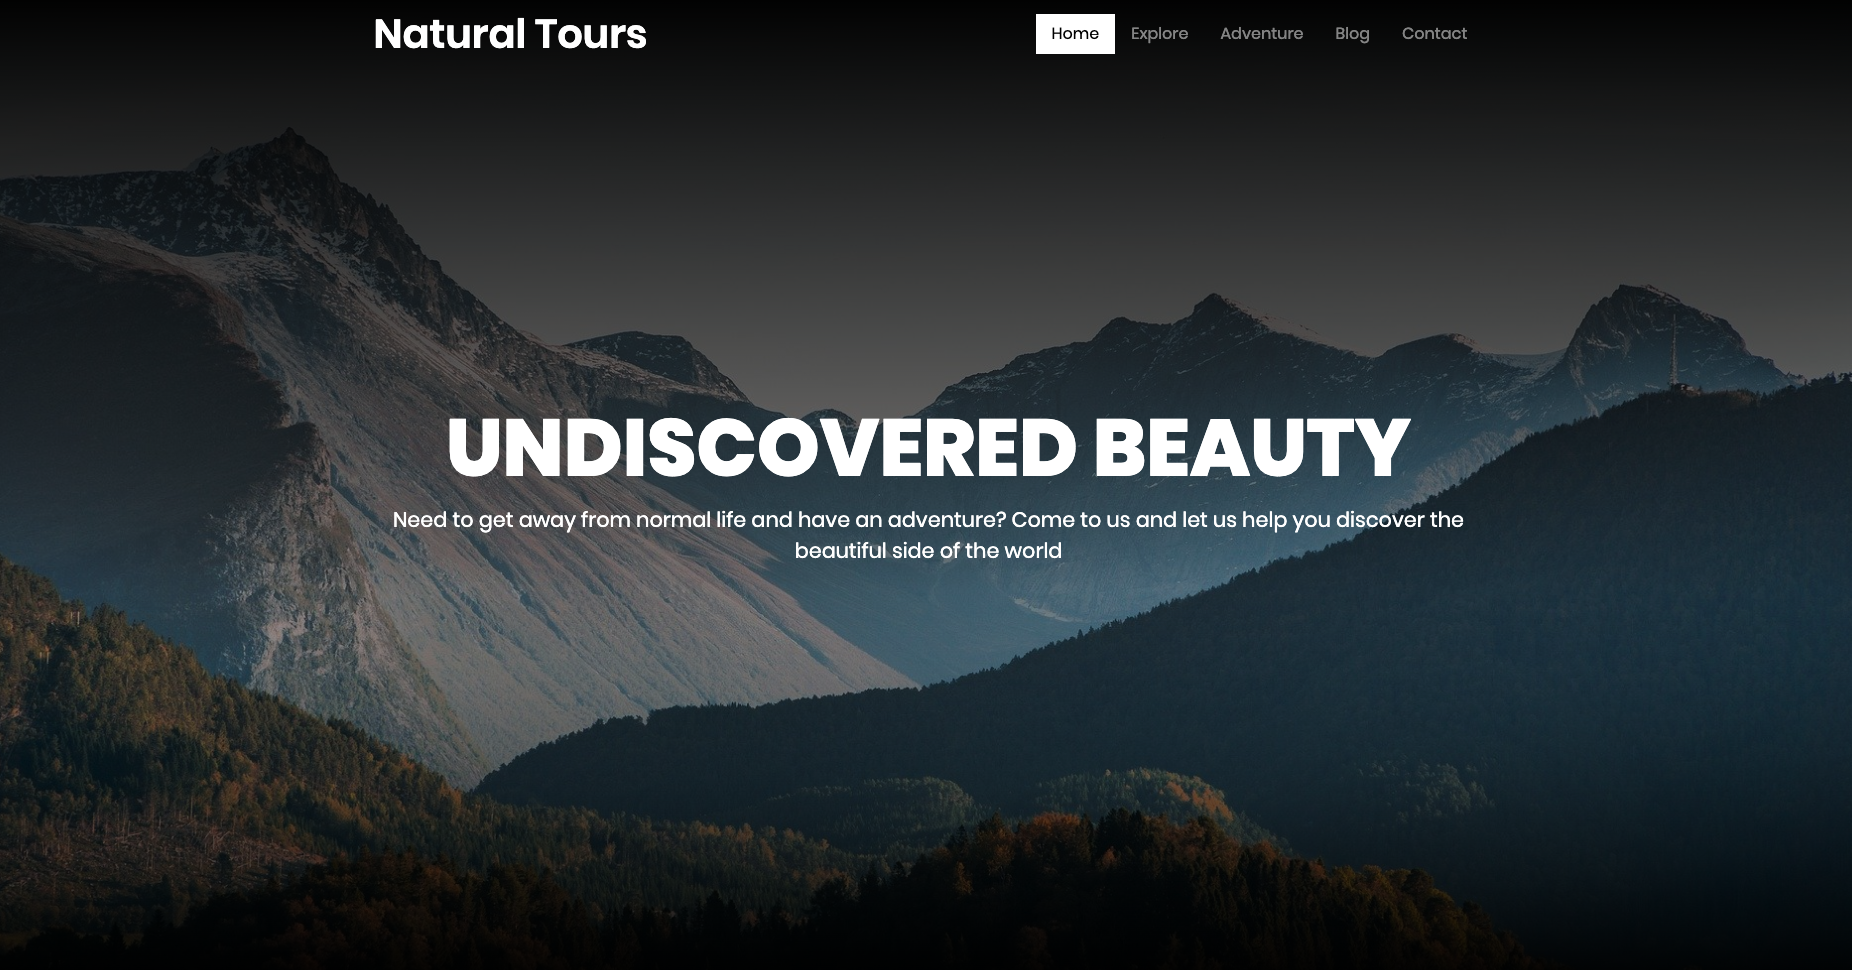 Natural Tours
Home Explore Adventure Blog Contact
UNDISCOVERED BEAUTY
Need to get away from normal life and have an adventure? Come to us and let us help you discover the
beautiful side of the world